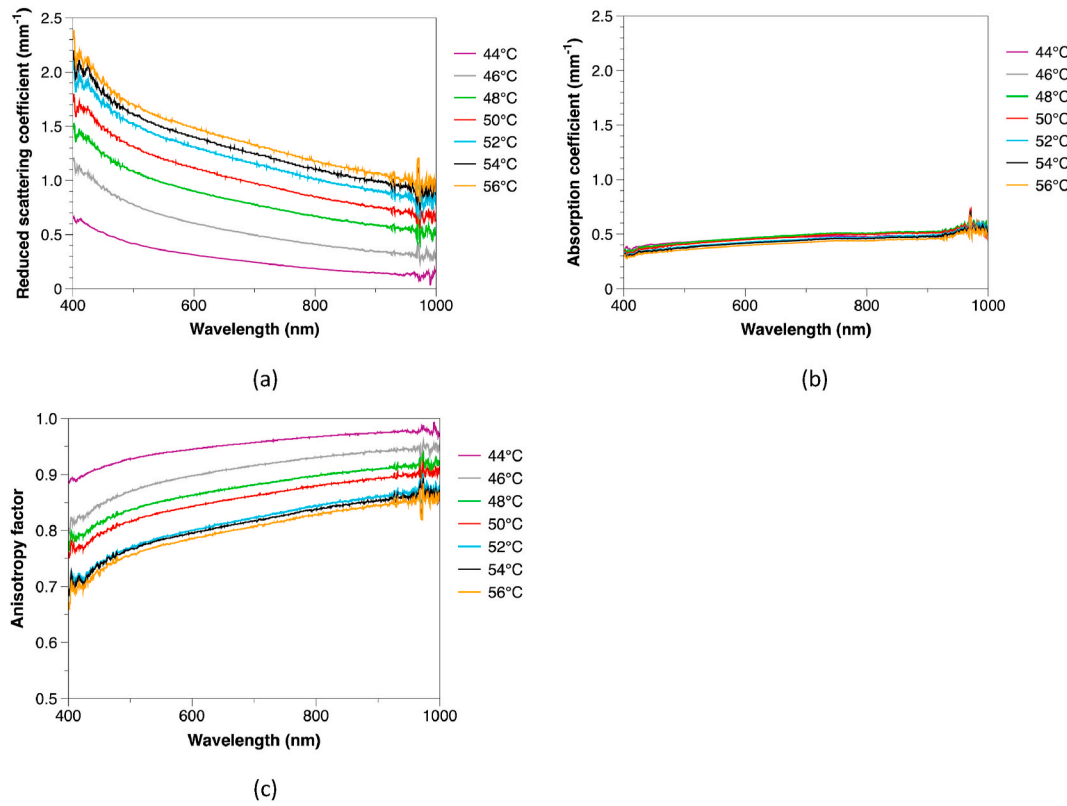 Reduced scattering coefficient (mm⁻¹)
2.5
2.0
1.5
1.0
0.5
0
400
600
800
1000
Wavelength (nm)
44°C
46°C
48°C
50°C
52°C
54°C
56°C
(a)
Absorption coefficient (mm⁻¹)
2.5
2.0
1.5
1.0
0.5
0
400
600
800
1000
Wavelength (nm)
44°C
46°C
48°C
50°C
52°C
54°C
56°C
(b)
Anisotropy factor
1.0
0.9
0.8
0.7
0.6
0.5
400
600
800
1000
Wavelength (nm)
44°C
46°C
48°C
50°C
52°C
54°C
56°C
(c)